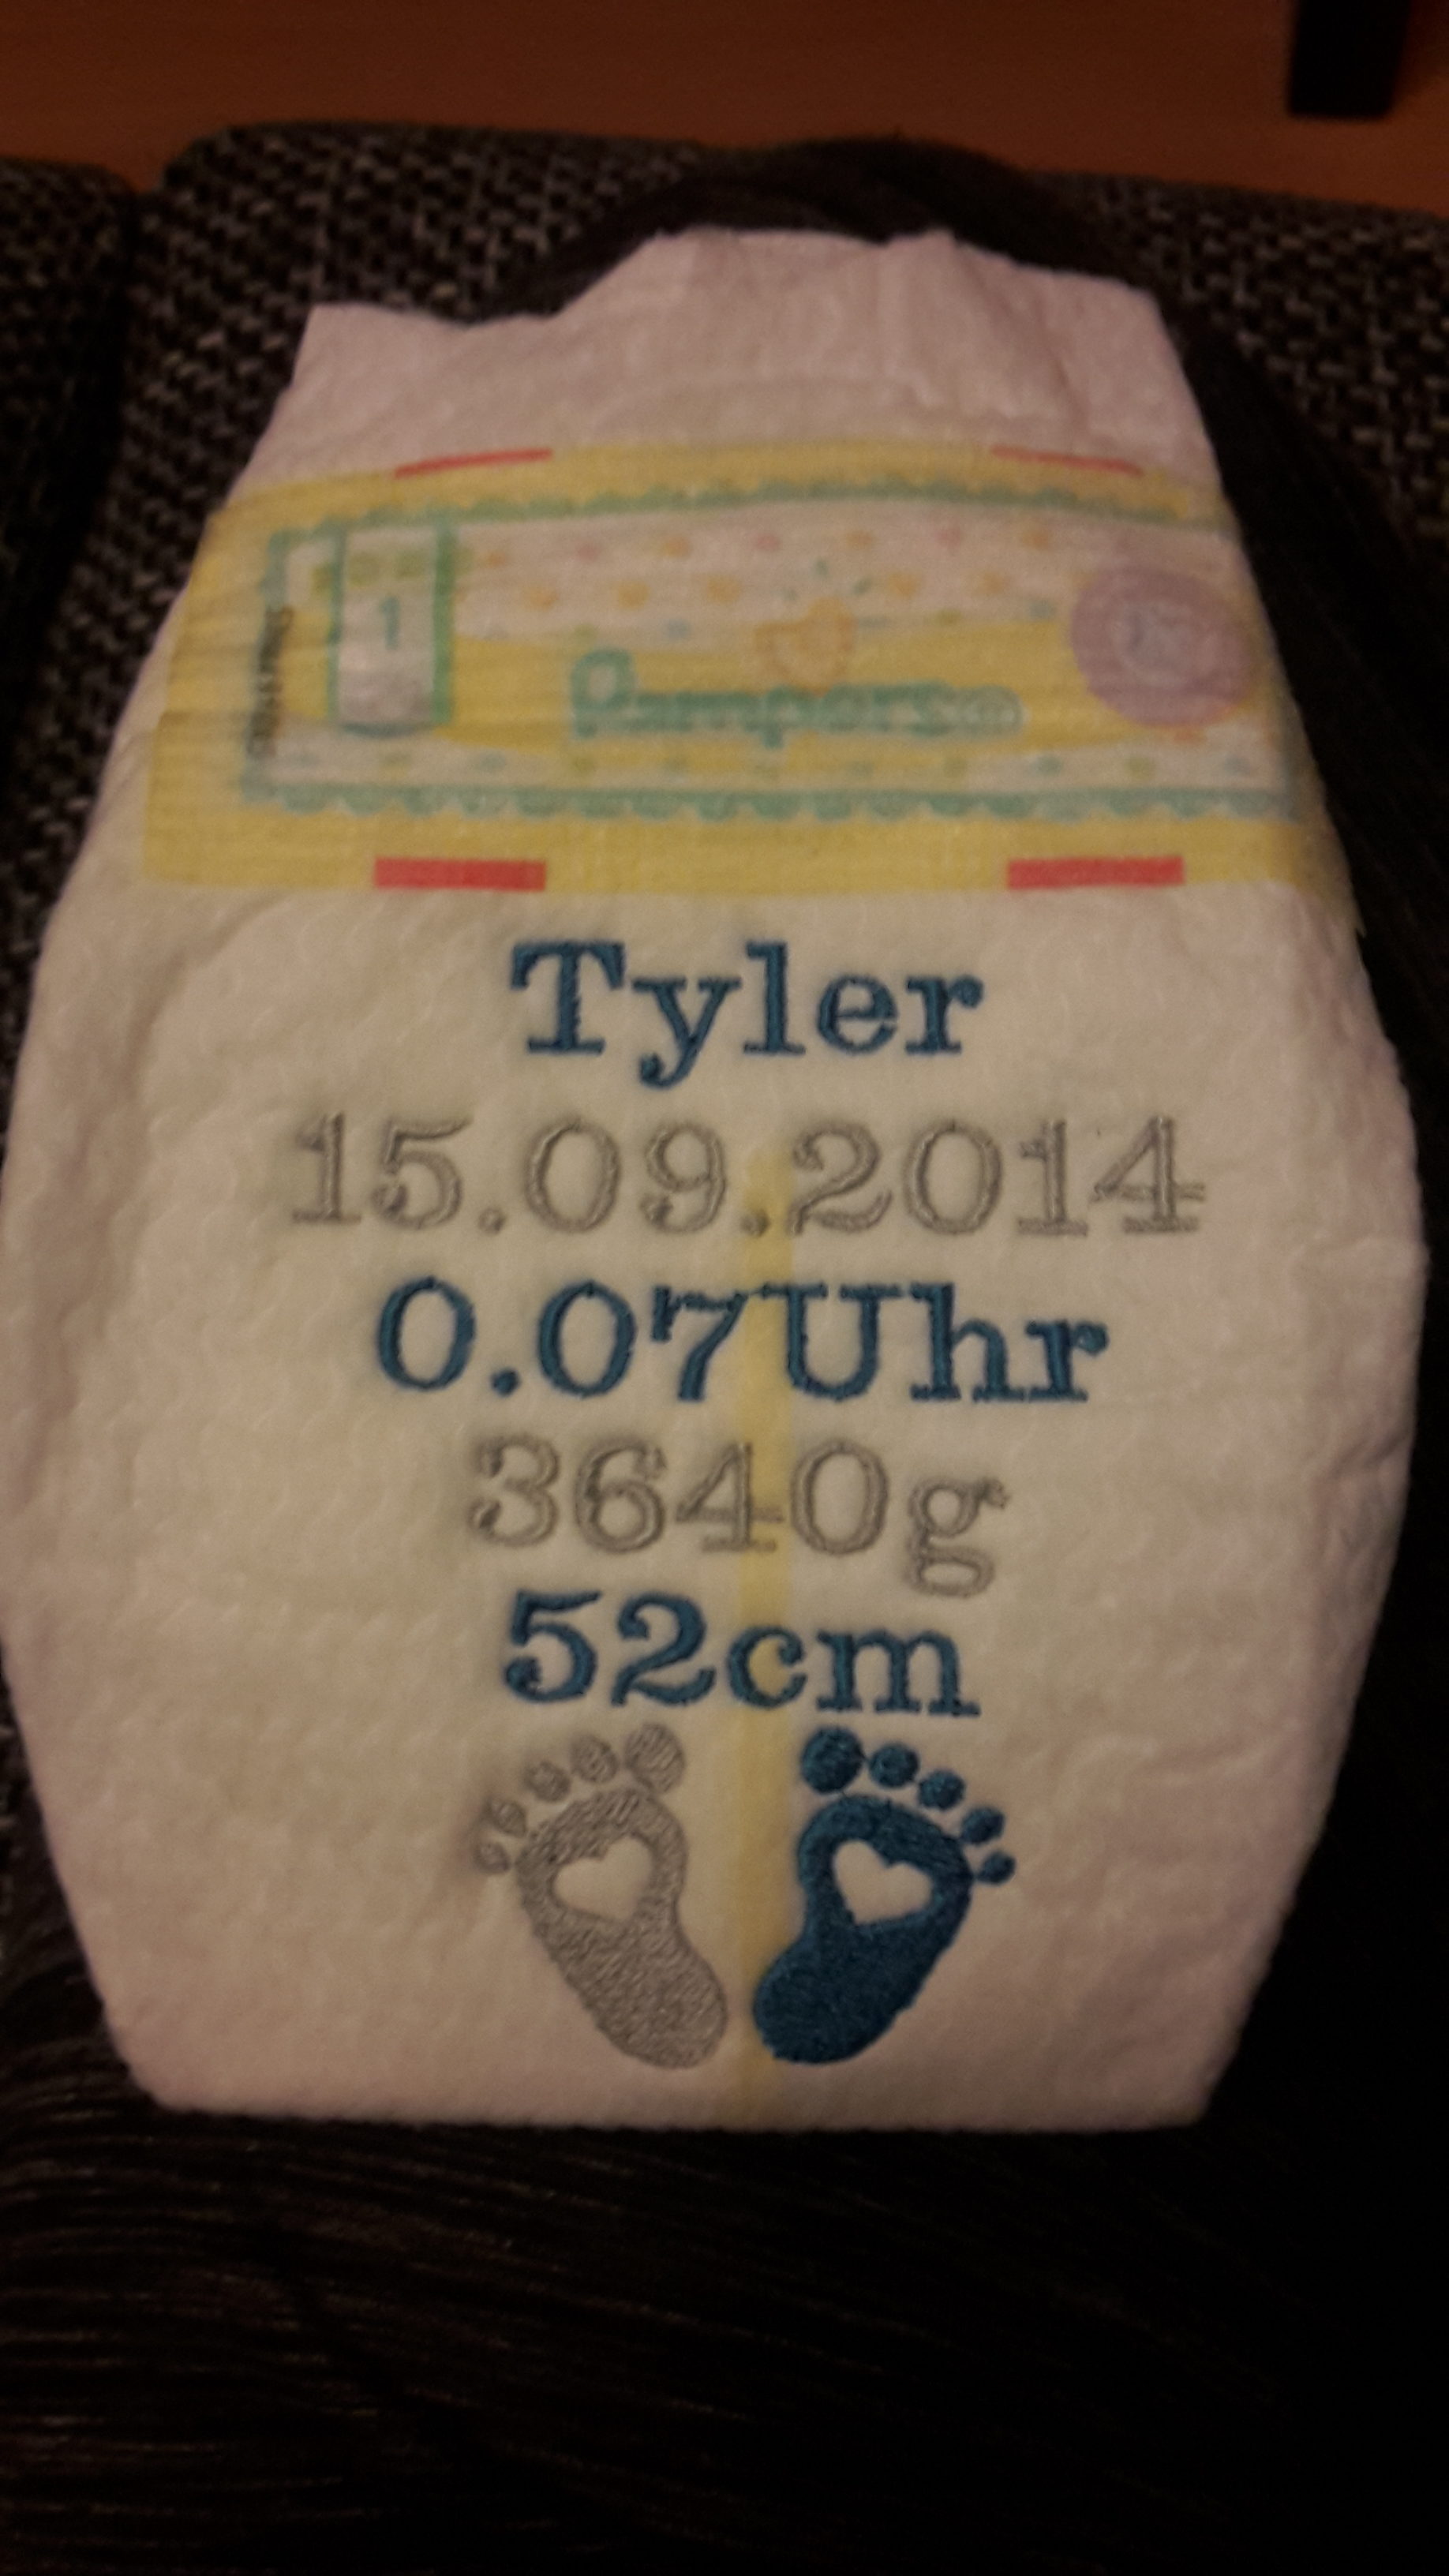 1
Pampers
Tyler
15.09.2014
0.07Uhr
3640g
52cm